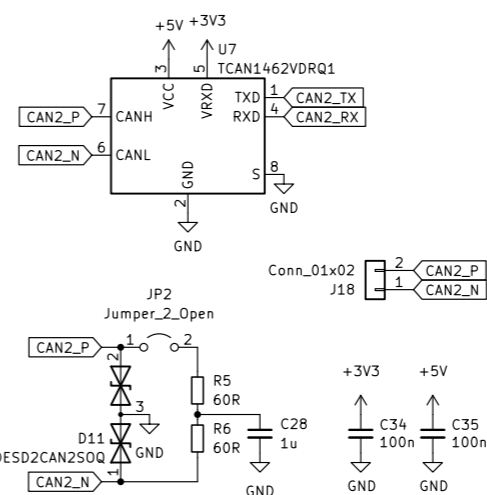 +5V
+3V3
U7
TCAN1462VDRQ1
3
5
VCC
VRXD
TXD
1
CAN2_TX
CAN2_P
7
CANH
RXD
4
CAN2_RX
CAN2_N
6
CANL
GND
S
8
2
GND
GND
Conn_01x02
2
CAN2_P
J18
1
CAN2_N
JP2
Jumper_2_Open
CAN2_P
1
2
2
+3V3
+5V
R5
60R
3
D11
GND
R6
60R
C28
1u
C34
100n
C35
100n
ESD2CAN2SOQ
1
CAN2_N
GND
GND
GND